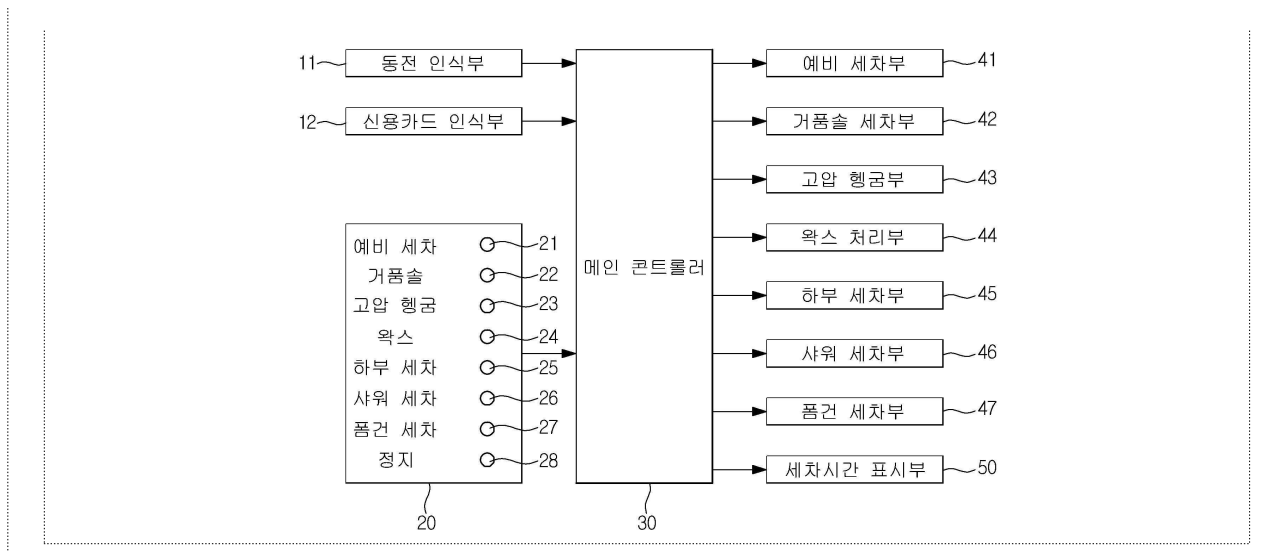 11 동전 인식부
12 신용카드 인식부
예비 세차 21
거품솔 22
고압 헹굼 23
왁스 24
하부 세차 25
샤워 세차 26
폼건 세차 27
정지 28
20
메인 콘트롤러
30
예비 세차부 41
거품솔 세차부 42
고압 헹굼부 43
왁스 처리부 44
하부 세차부 45
샤워 세차부 46
폼건 세차부 47
세차시간 표시부 50